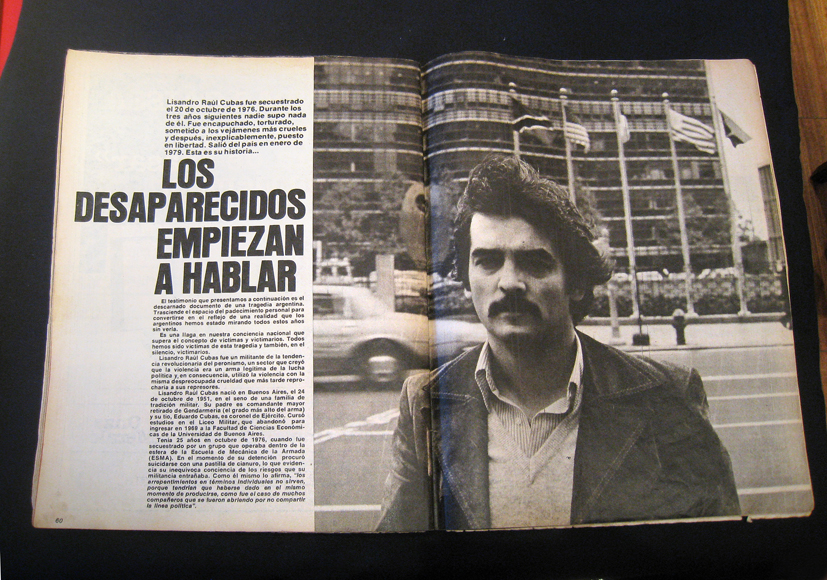 Lisandro Raúl Cubas fue secuestrado
el 20 de octubre de 1976. Durante los
tres años siguientes nadie supo nada
de él. Fue encapuchado, torturado,
sometido a los vejámenes más crueles
y después, inexplicablemente, puesto
en libertad. Salió del país en enero de
1979. Esta es su historia...
LOS
DESAPARECIDOS
EMPIEZAN
A HABLAR
El testimonio que presentamos a continuación es el
descarnado documento de una tragedia argentina.
Trasciende el espacio del padecimiento personal para
convertirse en el reflejo de una realidad que los
argentinos hemos estado mirando todos estos años
sin verla.
Es una llaga en nuestra conciencia nacional que
supera el concepto de víctimas y victimarios. Todos
hemos sido víctimas de esta tragedia y también, en el
silencio, victimarios.
Lisandro Raúl Cubas fue un militante de la tenden-
cia revolucionaria del peronismo, un sector que creyó
que la violencia era un arma legítima de la lucha
política y, en consecuencia, utilizó la violencia con la
misma despreocupada crueldad que más tarde repro-
charía a sus represores.
Lisandro Raúl Cubas nació en Buenos Aires, el 24
de octubre de 1951, en el seno de una familia de
tradición militar. Su padre es comandante mayor
retirado de Gendarmería (el grado más alto del arma)
y su tío, Eduardo Cubas, es coronel de Ejército. Cursó
estudios en el Liceo Militar, que abandonó para
ingresar en 1969 a la Facultad de Ciencias Económi-
cas de la Universidad de Buenos Aires.
Tenía 25 años en octubre de 1976, cuando fue
secuestrado por un grupo que operaba dentro de la
esfera de la Escuela de Mecánica de la Armada
(ESMA). En el momento de su detención procuró
suicidarse con una pastilla de cianuro, lo que eviden-
cia su inequívoca conciencia de los riesgos que su
militancia entrañaba. Como él mismo lo afirma, "los
arrepentimientos en términos individuales no sirven,
porque tendrían que haberse dado en el mismo
momento de producirse, como fue el caso de muchos
compañeros que se fueron abriendo por no compartir
la línea política".
60